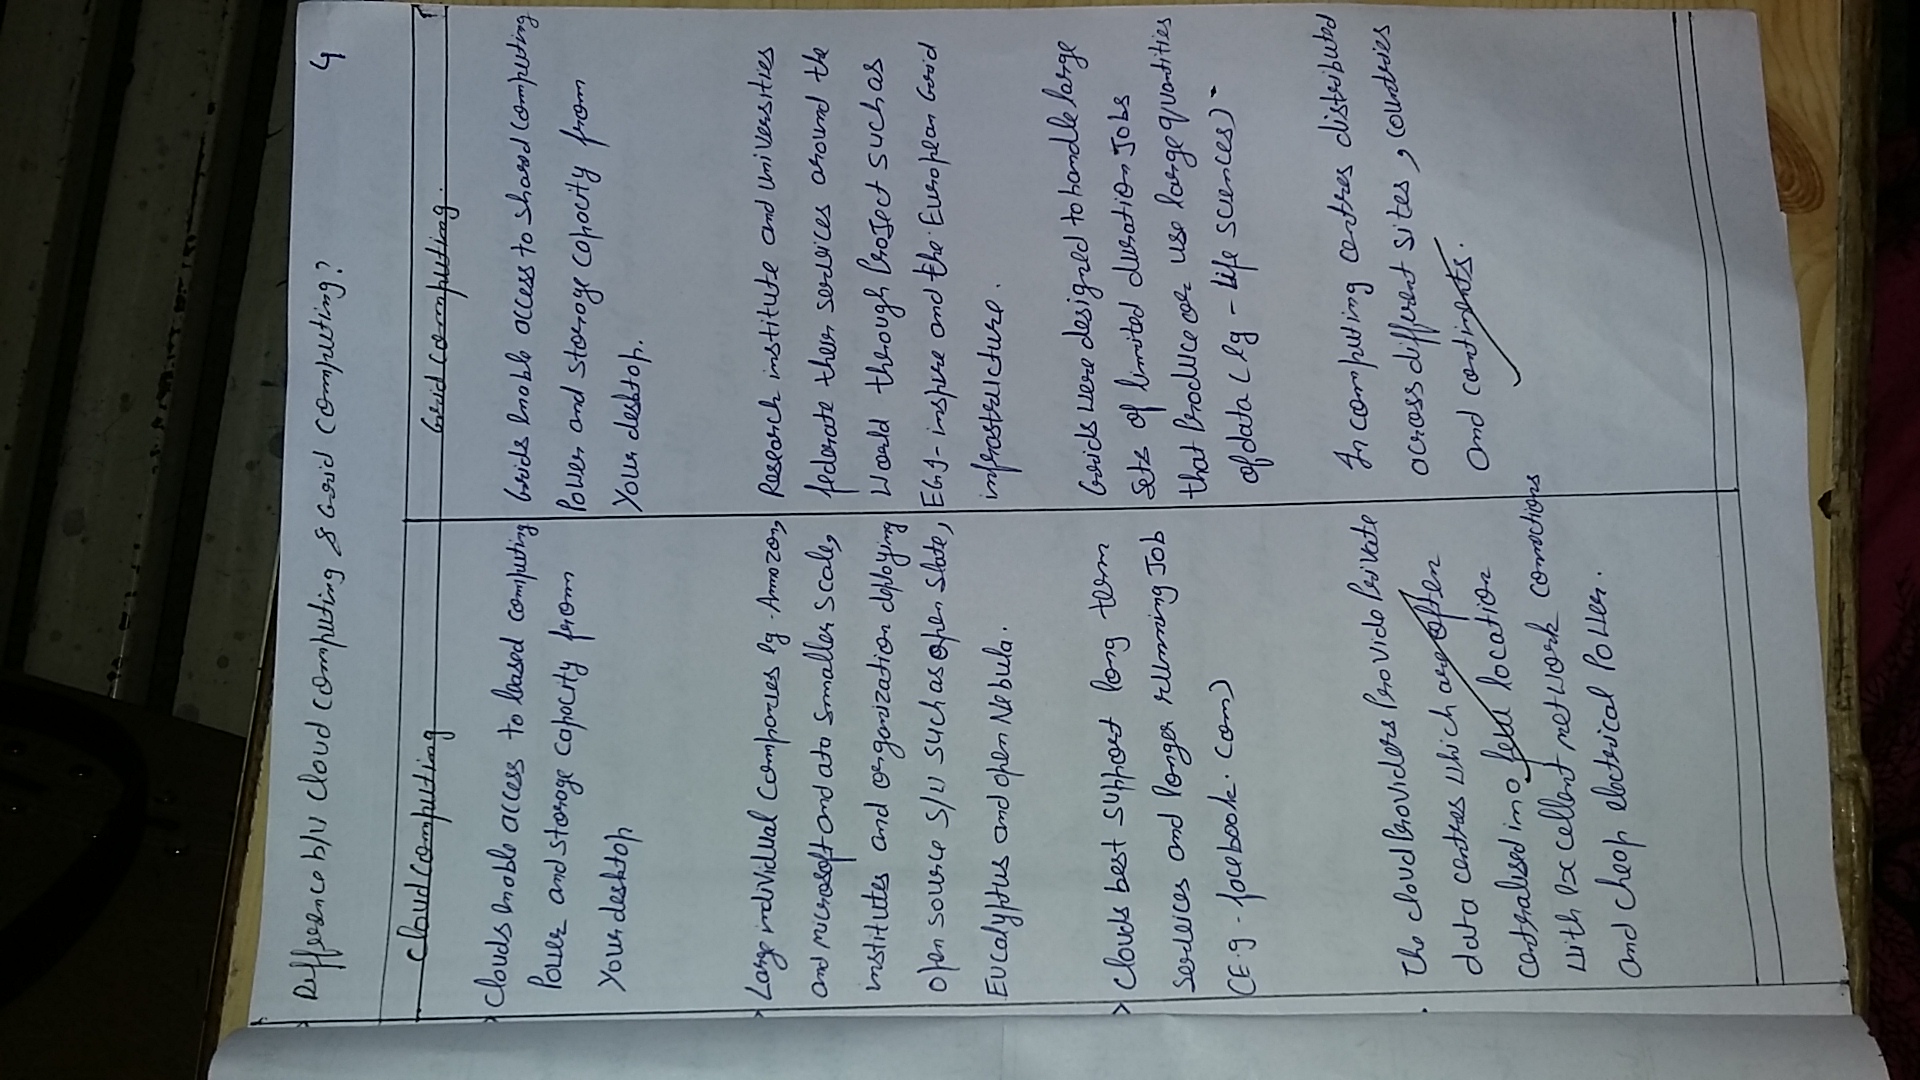 Difference b/w cloud computing & Grid computing?
4
Cloud computing
Clouds enable access to leased computing
Power and storage capacity from
Your desktop
Large individual companies eg. Amazon,
and microsoft and at a smaller scale,
institutes and organization deploying
open source s/w such as open slate,
Eucalyptus and open Nebula.
Clouds best support long term
services and longer running Job
(E.g - facebook. com)
The cloud Providers Provide Private
data centres which are often
centralised in a few location
with excellent network connections
and cheap electrical Power.
Grid computing.
Grids enable access to shared computing
Power and storage capacity from
Your desktop.
Research institute and universities
federate their services around the
World through Project such as
EGI-inspire and the European Grid
infrastructure.
Grids were designed to handle large
sets of limited duration Jobs
that Produce or use large quantities
of data (eg - Life sciences)-
In computing centres distributed
across different sites, countries
and continents.